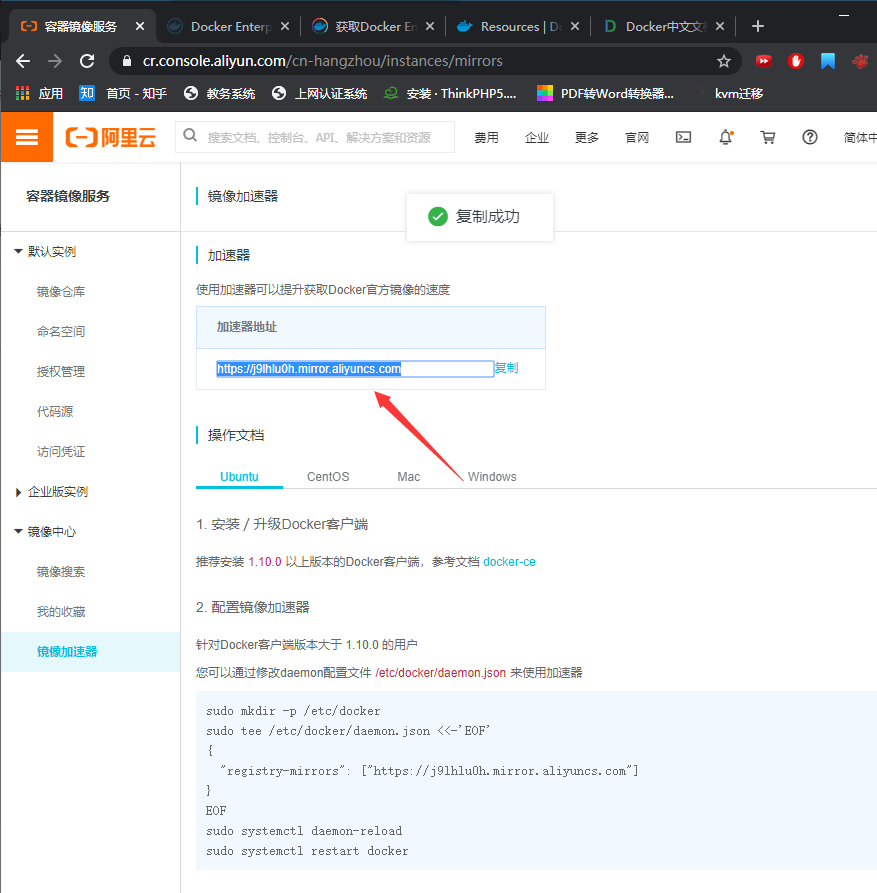 容器镜像服务
Docker Enterp
获取Docker En
Resources | D
Docker中文文
cr.console.aliyun.com/cn-hangzhou/instances/mirrors
应用
知 首页 - 知乎
教务系统
上网认证系统
安装 · ThinkPHP5....
PDF转Word转换器...
kvm迁移
阿里云
搜索文档、控制台、API、解决方案和资源
费用
企业
更多
官网
简体中
容器镜像服务
默认实例
镜像仓库
命名空间
授权管理
代码源
访问凭证
企业版实例
镜像中心
镜像搜索
我的收藏
镜像加速器
镜像加速器
复制成功
加速器
使用加速器可以提升获取Docker官方镜像的速度
加速器地址
https://j9lhlu0h.mirror.aliyuncs.com 复制
操作文档
Ubuntu CentOS Mac Windows
1. 安装 / 升级Docker客户端
推荐安装 1.10.0 以上版本的Docker客户端，参考文档 docker-ce
2. 配置镜像加速器
针对Docker客户端版本大于 1.10.0 的用户
您可以通过修改daemon配置文件 /etc/docker/daemon.json 来使用加速器
sudo mkdir -p /etc/docker
sudo tee /etc/docker/daemon.json <<-'EOF'
{
"registry-mirrors": ["https://j9lhlu0h.mirror.aliyuncs.com"]
}
EOF
sudo systemctl daemon-reload
sudo systemctl restart docker